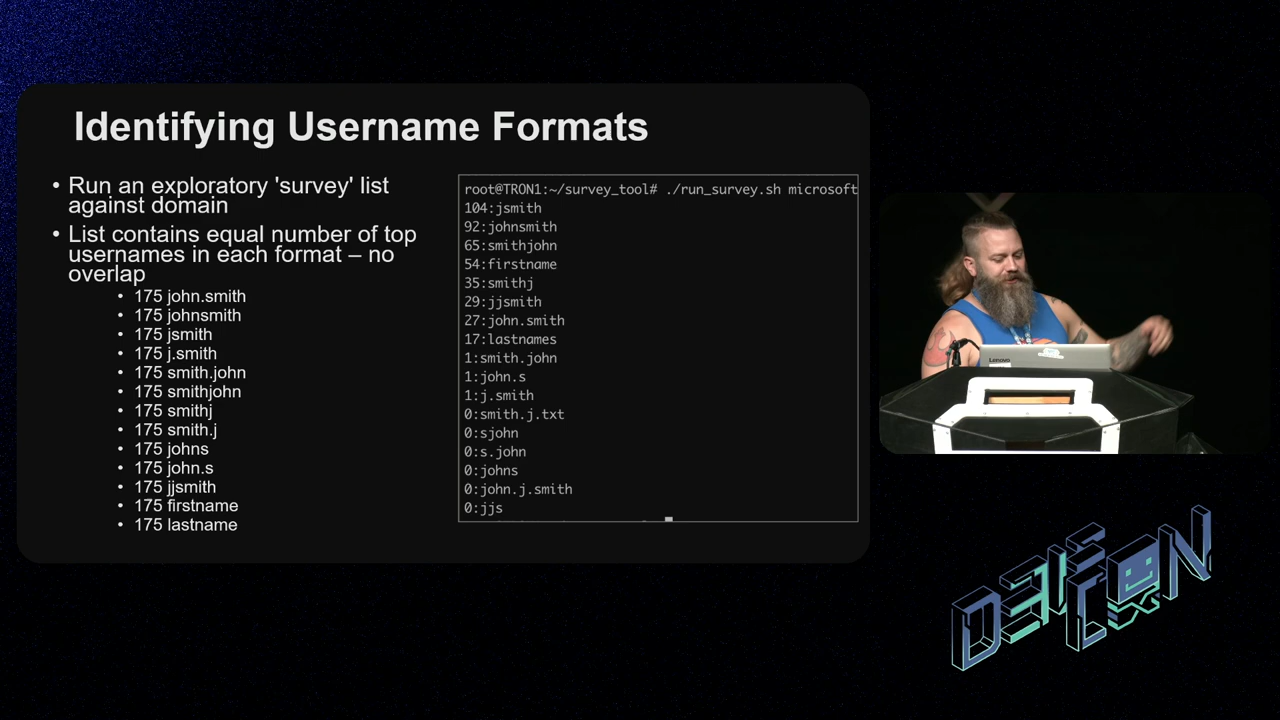 Identifying Username Formats
• Run an exploratory 'survey' list
against domain
• List contains equal number of top
usernames in each format – no
overlap
• 175 john.smith
• 175 johnsmith
• 175 jsmith
• 175 j.smith
• 175 smith.john
• 175 smithjohn
• 175 smithj
• 175 smith.j
• 175 johns
• 175 john.s
• 175 jjsmith
• 175 firstname
• 175 lastname
root@TRON1:~/survey_tool# ./run_survey.sh microsoft
104:jsmith
92:johnsmith
65:smithjohn
54:firstname
35:smithj
29:jjsmith
27:john.smith
17:lastnames
1:smith.john
1:john.s
1:j.smith
0:smith.j.txt
0:sjohn
0:s.john
0:johns
0:john.j.smith
0:jjs
Lenovo
DEF CON